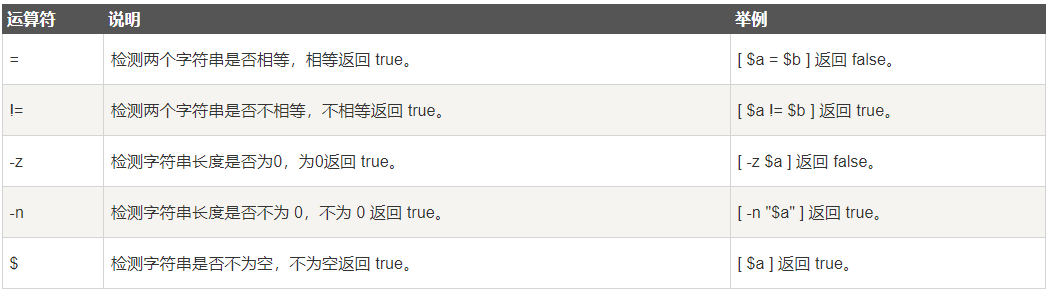 运算符 说明 举例
= 检测两个字符串是否相等，相等返回 true。 [ $a = $b ] 返回 false。
!= 检测两个字符串是否不相等，不相等返回 true。 [ $a != $b ] 返回 true。
-z 检测字符串长度是否为0，为0返回 true。 [ -z $a ] 返回 false。
-n 检测字符串长度是否不为 0，不为 0 返回 true。 [ -n "$a" ] 返回 true。
$ 检测字符串是否不为空，不为空返回 true。 [ $a ] 返回 true。